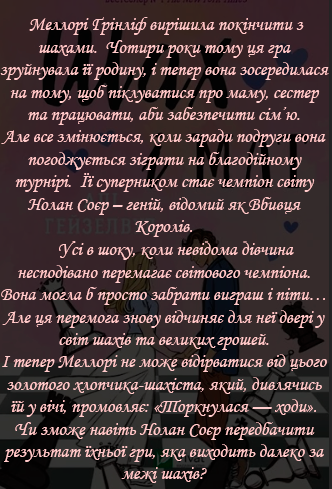 Меллорі Грінліф вирішила покінчити з
шахами. Чотири роки тому ця гра
зруйнувала її родину, і тепер вона зосередилася
на тому, щоб піклуватися про маму, сестер
та працювати, аби забезпечити сім'ю.
Але все змінюється, коли заради подруги вона
погоджується зіграти на благодійному
турнірі. Її суперником стає чемпіон світу
Нолан Соєр – геній, відомий як Вбивця
Королів.
Усі в шоку, коли невідома дівчина
несподівано перемагає світового чемпіона.
Вона могла б просто забрати виграш і піти…
Але ця перемога знову відчиняє для неї двері у
світ шахів та великих грошей.
І тепер Меллорі не може відірватися від цього
золотого хлопчика-шахіста, який, дивлячись
їй у вічі, промовляє: «Торкнулася — ходи».
Чи зможе навіть Нолан Соєр передбачити
результат їхньої гри, яка виходить далеко за
межі шахів?